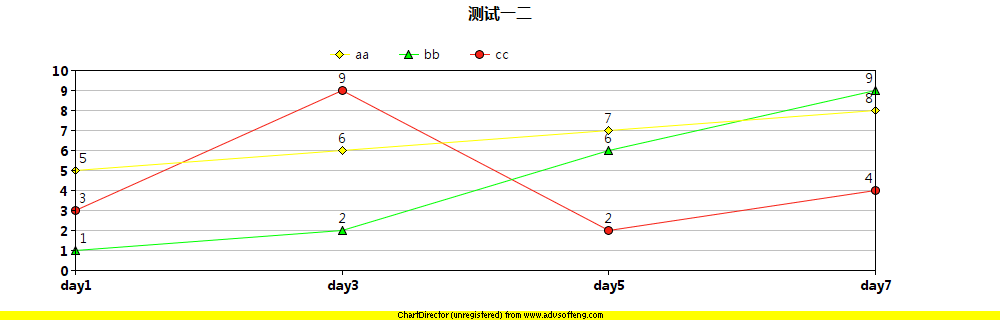 测试一二
aa bb cc
10
9
8
7
6
5
4
3
2
1
0
5 6 7 8
1 2 6 9
3 9 2 4
day1 day3 day5 day7
ChartDirector (unregistered) from www.advsofteng.com